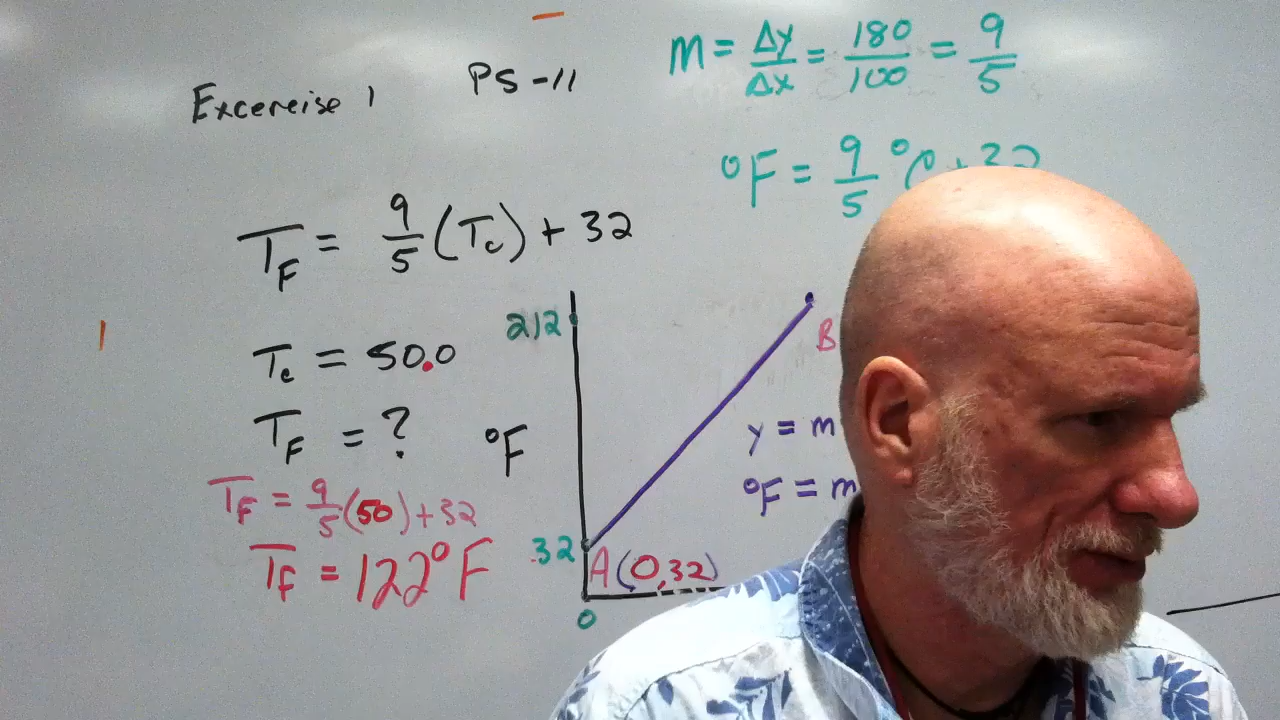 Excereise 1
PS-11
m = Δy/Δx = 180/100 = 9/5
°F = 9/5 °C + 32
T_F = 9/5 (T_c) + 32
212
T_c = 50.0
B
T_F = ?
°F
y = m
°F = m
T_F = 9/5 (50) + 32
32
A (0,32)
T_F = 122°F
0